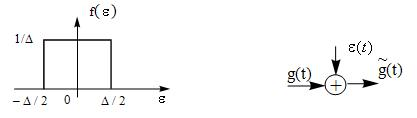 f(ε)
1/Δ
− Δ / 2
0
Δ / 2
ε
ε(t)
g(t)
+
g̃(t)